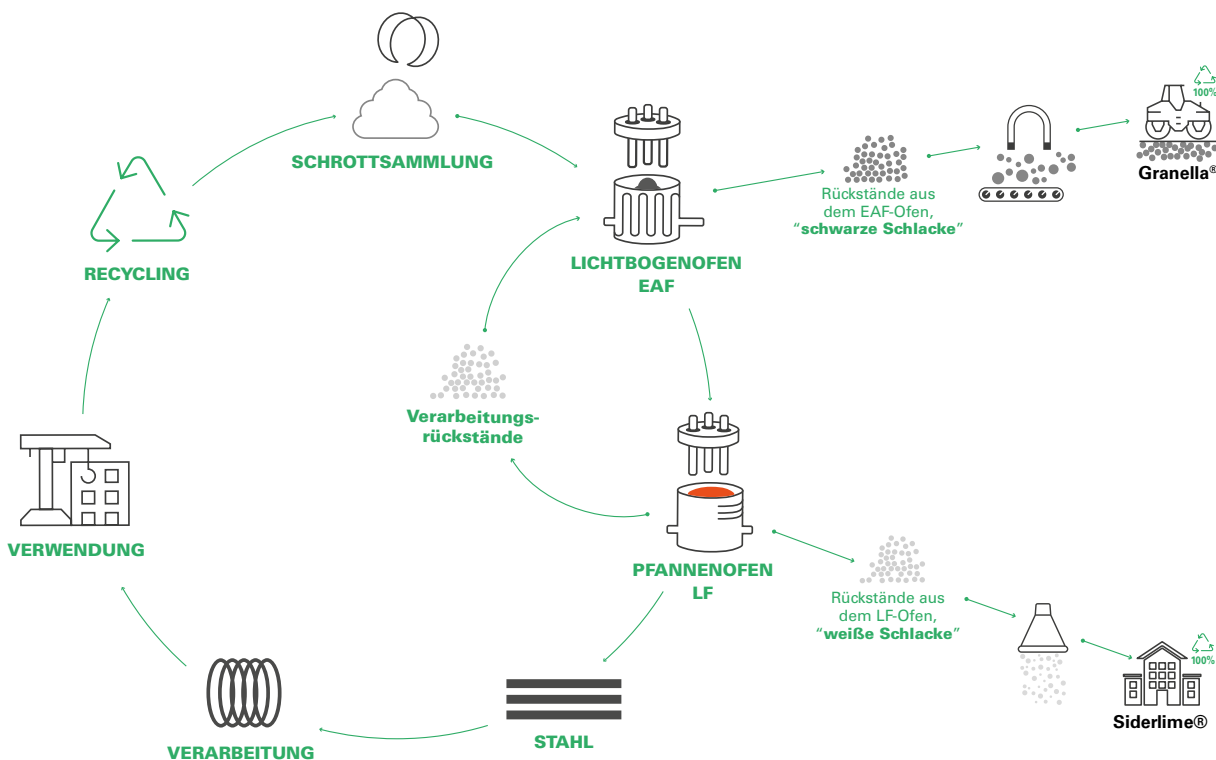 100%
Granella®
SCHROTTSAMMLUNG
Rückstände aus
dem EAF-Ofen,
“schwarze Schlacke”
LICHTBOGENOFEN
EAF
RECYCLING
Verarbeitungs-
rückstände
VERWENDUNG
PFANNENOFEN
LF
Rückstände aus
dem LF-Ofen,
“weiße Schlacke”
100%
Siderlime®
STAHL
VERARBEITUNG